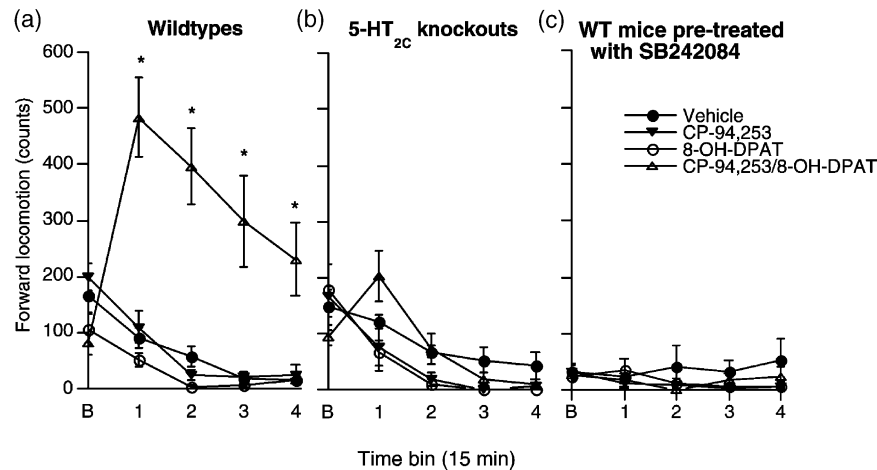 (a)
Wildtypes
(b)
5-HT2C knockouts
(c)
WT mice pre-treated
with SB242084
Forward locomotion (counts)
600
500
400
300
200
100
0
*
*
*
*
Vehicle
CP-94,253
8-OH-DPAT
CP-94,253/8-OH-DPAT
B 1 2 3 4
B 1 2 3 4
B 1 2 3 4
Time bin (15 min)